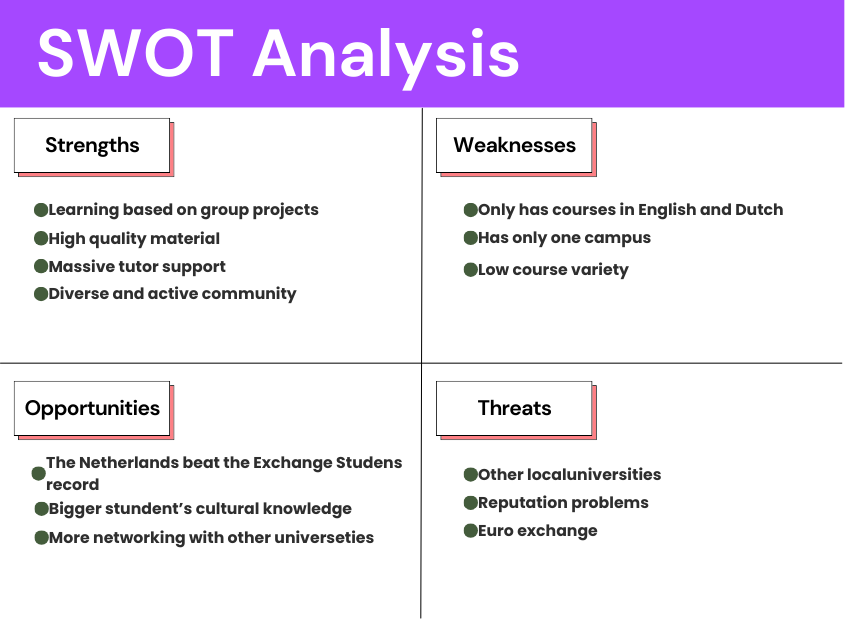 SWOT Analysis
Strengths
Learning based on group projects
High quality material
Massive tutor support
Diverse and active community
Weaknesses
Only has courses in English and Dutch
Has only one campus
Low course variety
Opportunities
The Netherlands beat the Exchange Studens
record
Bigger stundent’s cultural knowledge
More networking with other universeties
Threats
Other localuniversities
Reputation problems
Euro exchange